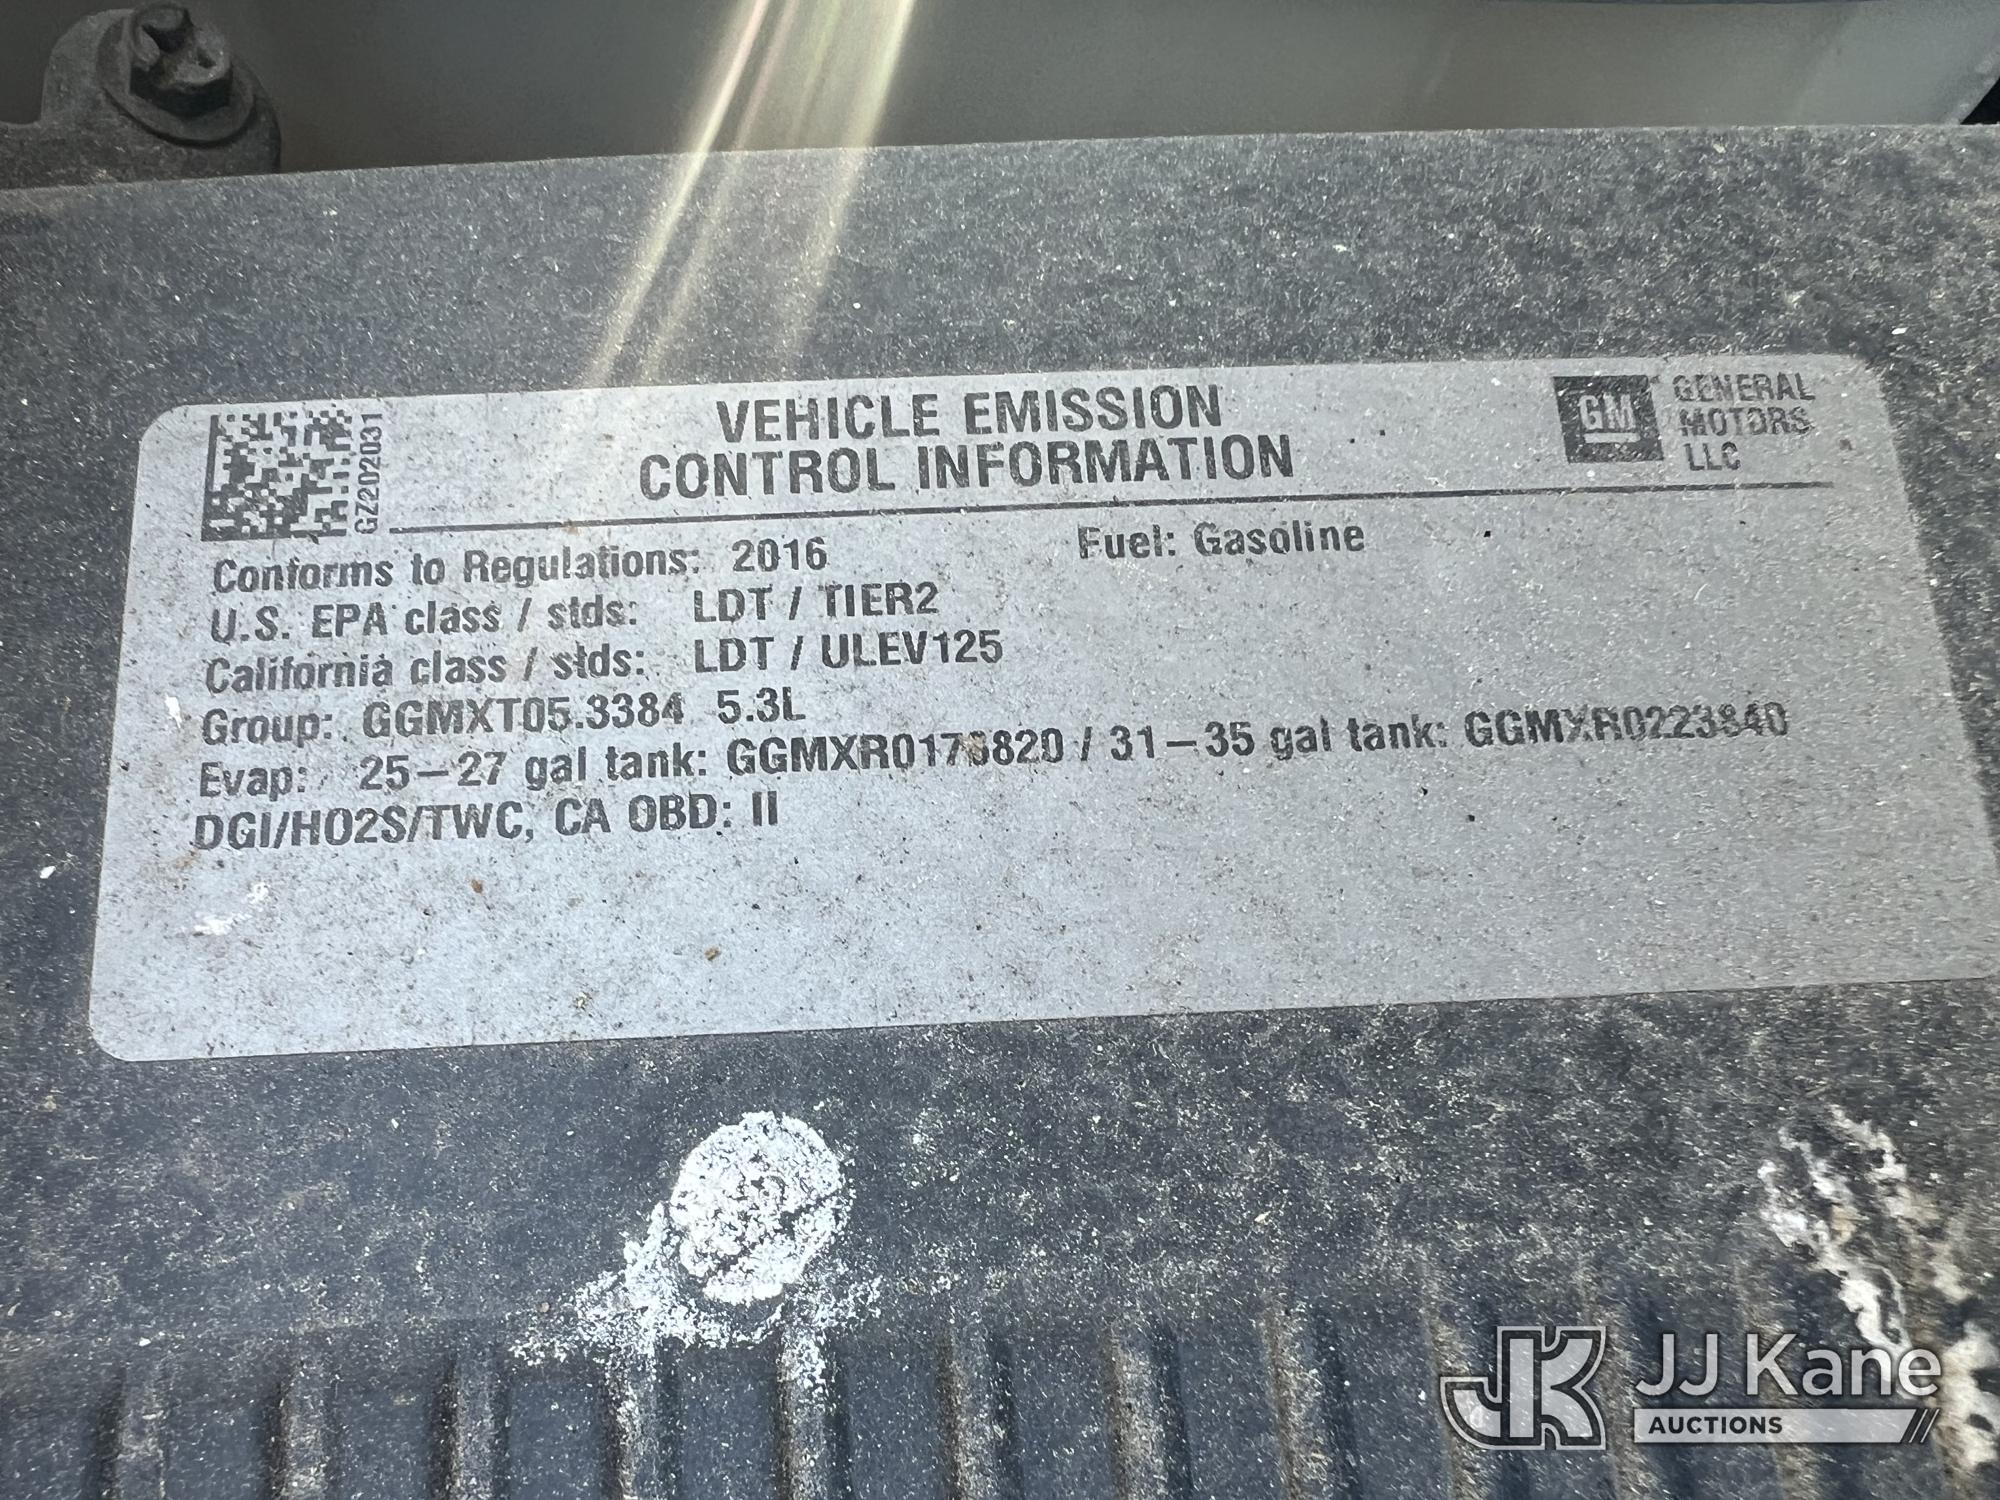 GZ202031
VEHICLE EMISSION
CONTROL INFORMATION
GM
GENERAL
MOTORS
LLC
Conforms to Regulations: 2016 Fuel: Gasoline
U.S. EPA class / stds: LDT / TIER2
California class / stds: LDT / ULEV125
Group: GGMXT05.3384 5.3L
Evap: 25-27 gal tank: / 31-35 gal tank: GGMXR0223840
DGI/HO2S/TWC, CA OBD: II
JK
JJ Kane
AUCTIONS